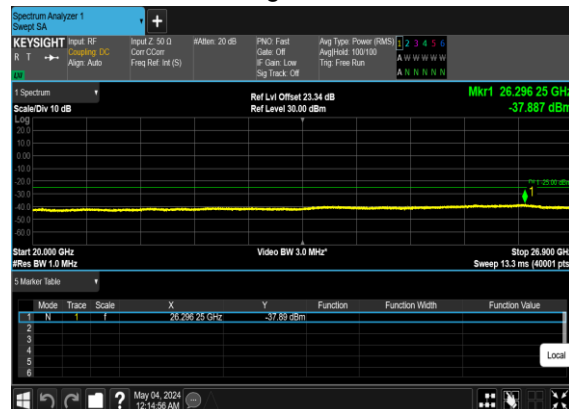 Spectrum Analyzer 1
Swept SA
+
KEYSIGHT
R T
LW
Input: RF
Coupling: DC
Align: Auto
Input Z: 50 Ω
Corr CCorr
Freq Ref: Int (S)
#Atten: 20 dB
PNO: Fast
Gate: Off
IF Gain: Low
Sig Track: Off
Avg Type: Power (RMS)
Avg|Hold: 100/100
Trig: Free Run
1 2 3 4 5 6
A W W W W W
A N N N N N
1 Spectrum
Scale/Div 10 dB
Ref Lvl Offset 23.34 dB
Ref Level 30.00 dBm
Mkr1 26.296 25 GHz
-37.887 dBm
Log
20.0
10.0
0.00
-10.0
-20.0
-30.0
-40.0
-50.0
-60.0
1
Start 20.000 GHz
#Res BW 1.0 MHz
Video BW 3.0 MHz*
Stop 26.900 GHz
Sweep 13.3 ms (40001 pts)
5 Marker Table
Mode Trace Scale X Y Function Function Width Function Value
1 N 1 f 26.296 25 GHz -37.89 dBm
2
3
4
5
6
Local
?
May 04, 2024
12:14:56 AM